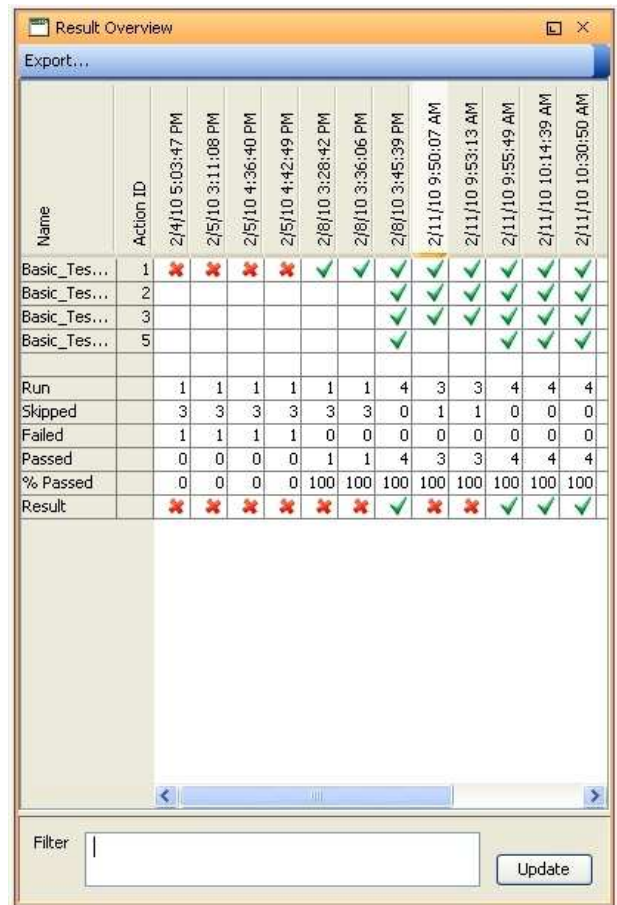 Result Overview
Export...
Name Action ID 2/4/10 5:03:47 PM 2/5/10 3:11:08 PM 2/5/10 4:36:40 PM 2/5/10 4:42:49 PM 2/8/10 3:28:42 PM 2/8/10 3:36:06 PM 2/8/10 3:45:39 PM 2/11/10 9:50:07 AM 2/11/10 9:53:13 AM 2/11/10 9:55:49 AM 2/11/10 10:14:39 AM 2/11/10 10:30:50 AM
Basic_Tes... 1
Basic_Tes... 2
Basic_Tes... 3
Basic_Tes... 5
Run 1 1 1 1 1 1 4 3 3 4 4 4
Skipped 3 3 3 3 3 3 0 1 1 0 0 0
Failed 1 1 1 1 0 0 0 0 0 0 0 0
Passed 0 0 0 0 1 1 4 3 3 4 4 4
% Passed 0 0 0 0 100 100 100 100 100 100 100 100
Result
Filter
Update